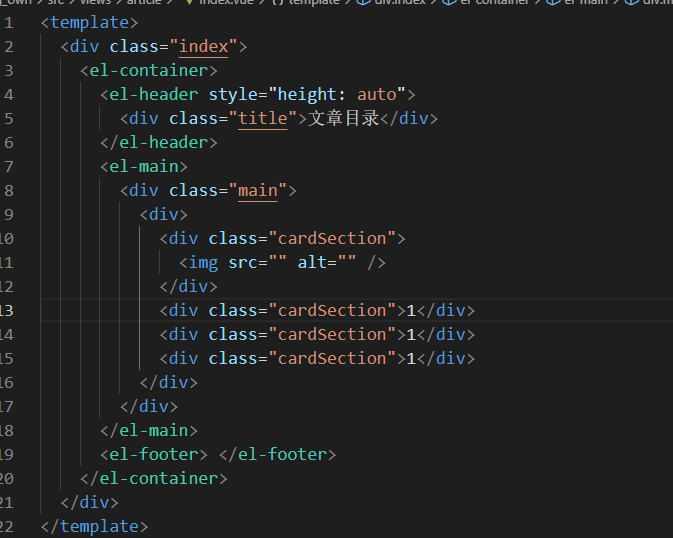 _own > src > views > article > index.vue > {} template > div.index > el-container > el-main > div.m
1 <template>
2 <div class="index">
3 <el-container>
4 <el-header style="height: auto">
5 <div class="title">文章目录</div>
6 </el-header>
7 <el-main>
8 <div class="main">
9 <div>
10 <div class="cardSection">
11 <img src="" alt="" />
12 </div>
13 <div class="cardSection">1</div>
14 <div class="cardSection">1</div>
15 <div class="cardSection">1</div>
16 </div>
17 </div>
18 </el-main>
19 <el-footer> </el-footer>
20 </el-container>
21 </div>
22 </template>